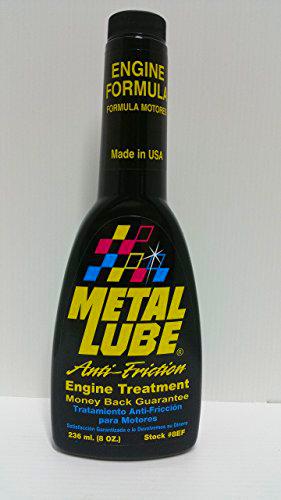 ENGINE
FORMULA
FORMULA MOTORES
Made in USA
METAL
LUBE®
Anti-Friction
Engine Treatment
Money Back Guarantee
Tratamiento Anti-Fricción
para Motores
Satisfacción Garantizada o le Devolvemos su Dinero
236 ml. (8 OZ.) Stock #8EF